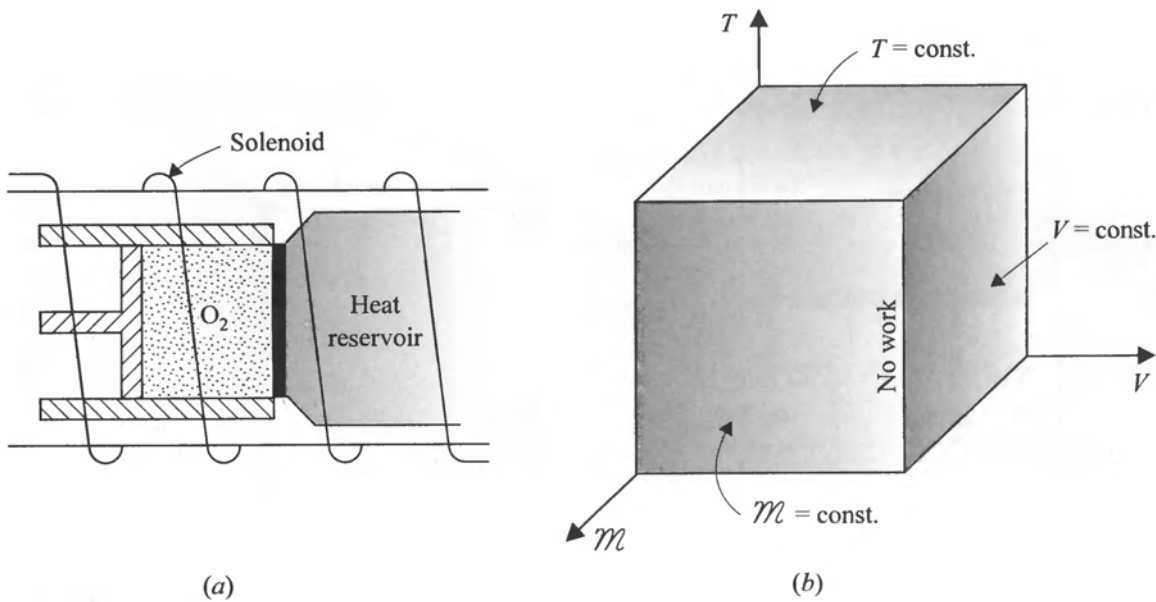 Solenoid
O₂
Heat
reservoir
(a)
T
T = const.
V = const.
No work
V
ℳ = const.
ℳ
(b)